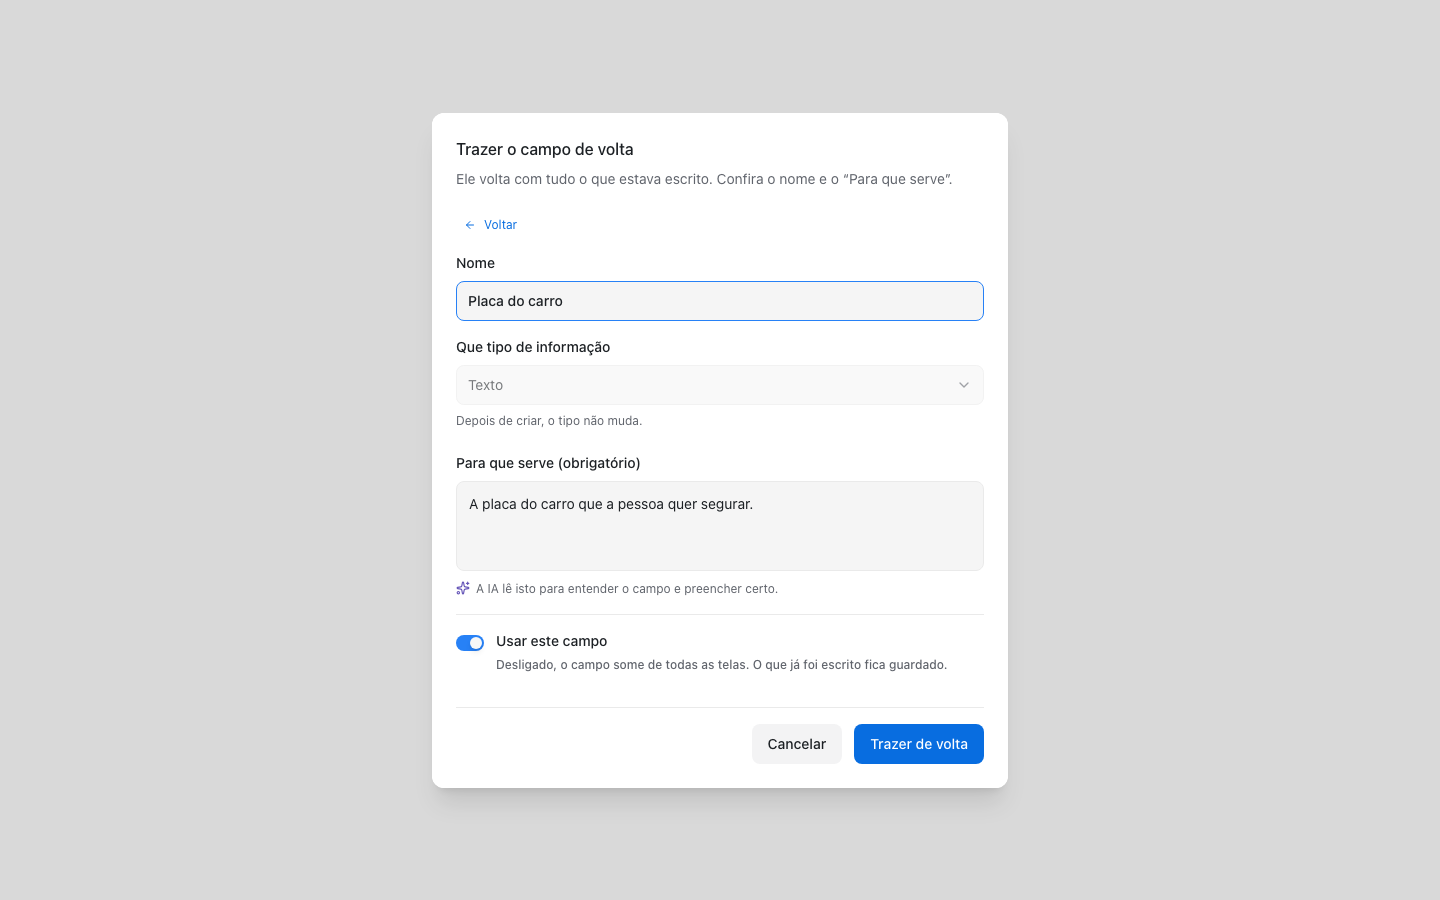 Trazer o campo de volta
Ele volta com tudo o que estava escrito. Confira o nome e o “Para que serve”.
Voltar
Nome
Placa do carro
Que tipo de informação
Texto
Depois de criar, o tipo não muda.
Para que serve (obrigatório)
A placa do carro que a pessoa quer segurar.
A IA lê isto para entender o campo e preencher certo.
Usar este campo
Desligado, o campo some de todas as telas. O que já foi escrito fica guardado.
Cancelar
Trazer de volta